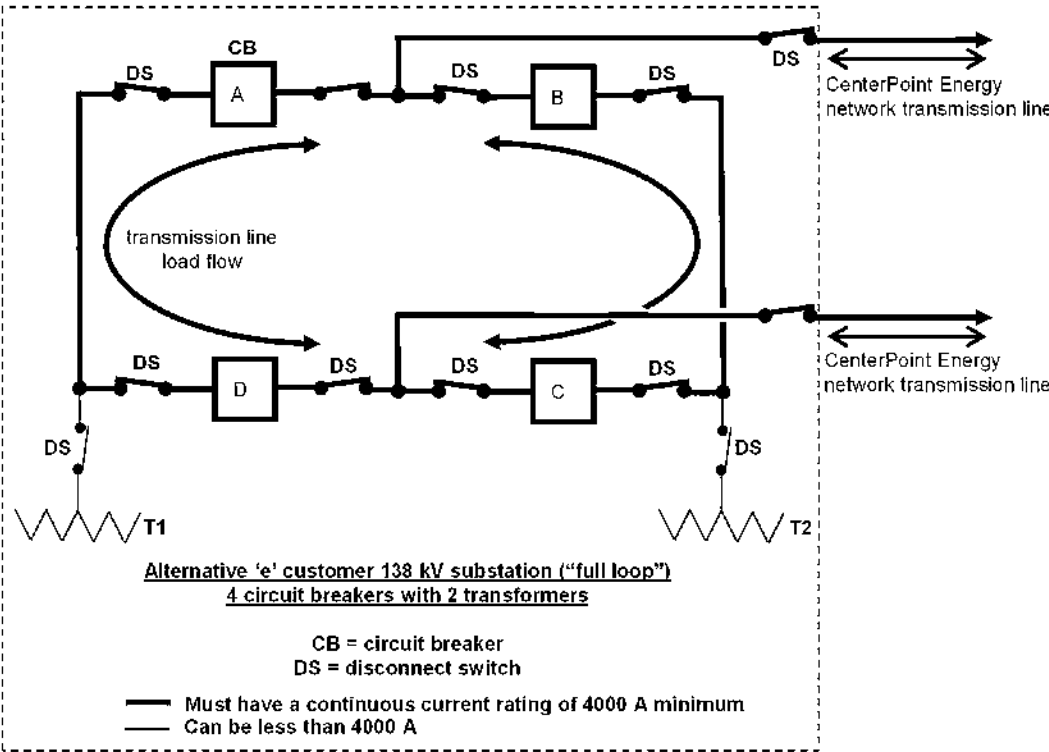 CB
DS
A
DS
B
DS
DS
CenterPoint Energy
network transmission line
transmission line
load flow
DS
D
DS
DS
C
DS
CenterPoint Energy
network transmission line
DS
DS
T1
T2
Alternative ‘e’ customer 138 kV substation (“full loop”)
4 circuit breakers with 2 transformers
CB = circuit breaker
DS = disconnect switch
Must have a continuous current rating of 4000 A minimum
Can be less than 4000 A